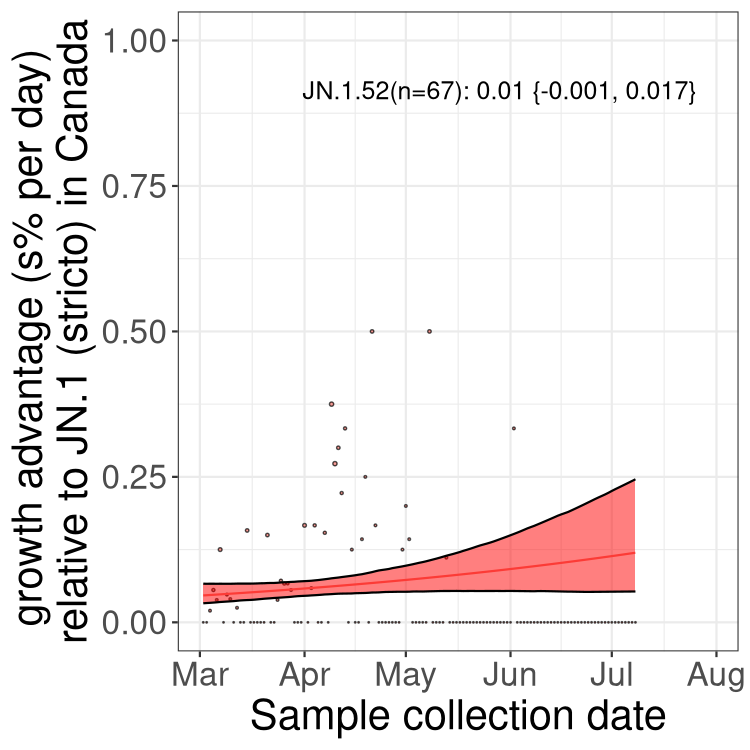 growth advantage (s% per day)
relative to JN.1 (stricto) in Canada
1.00
0.75
0.50
0.25
0.00
JN.1.52(n=67): 0.01 {-0.001, 0.017}
Mar Apr May Jun Jul Aug
Sample collection date